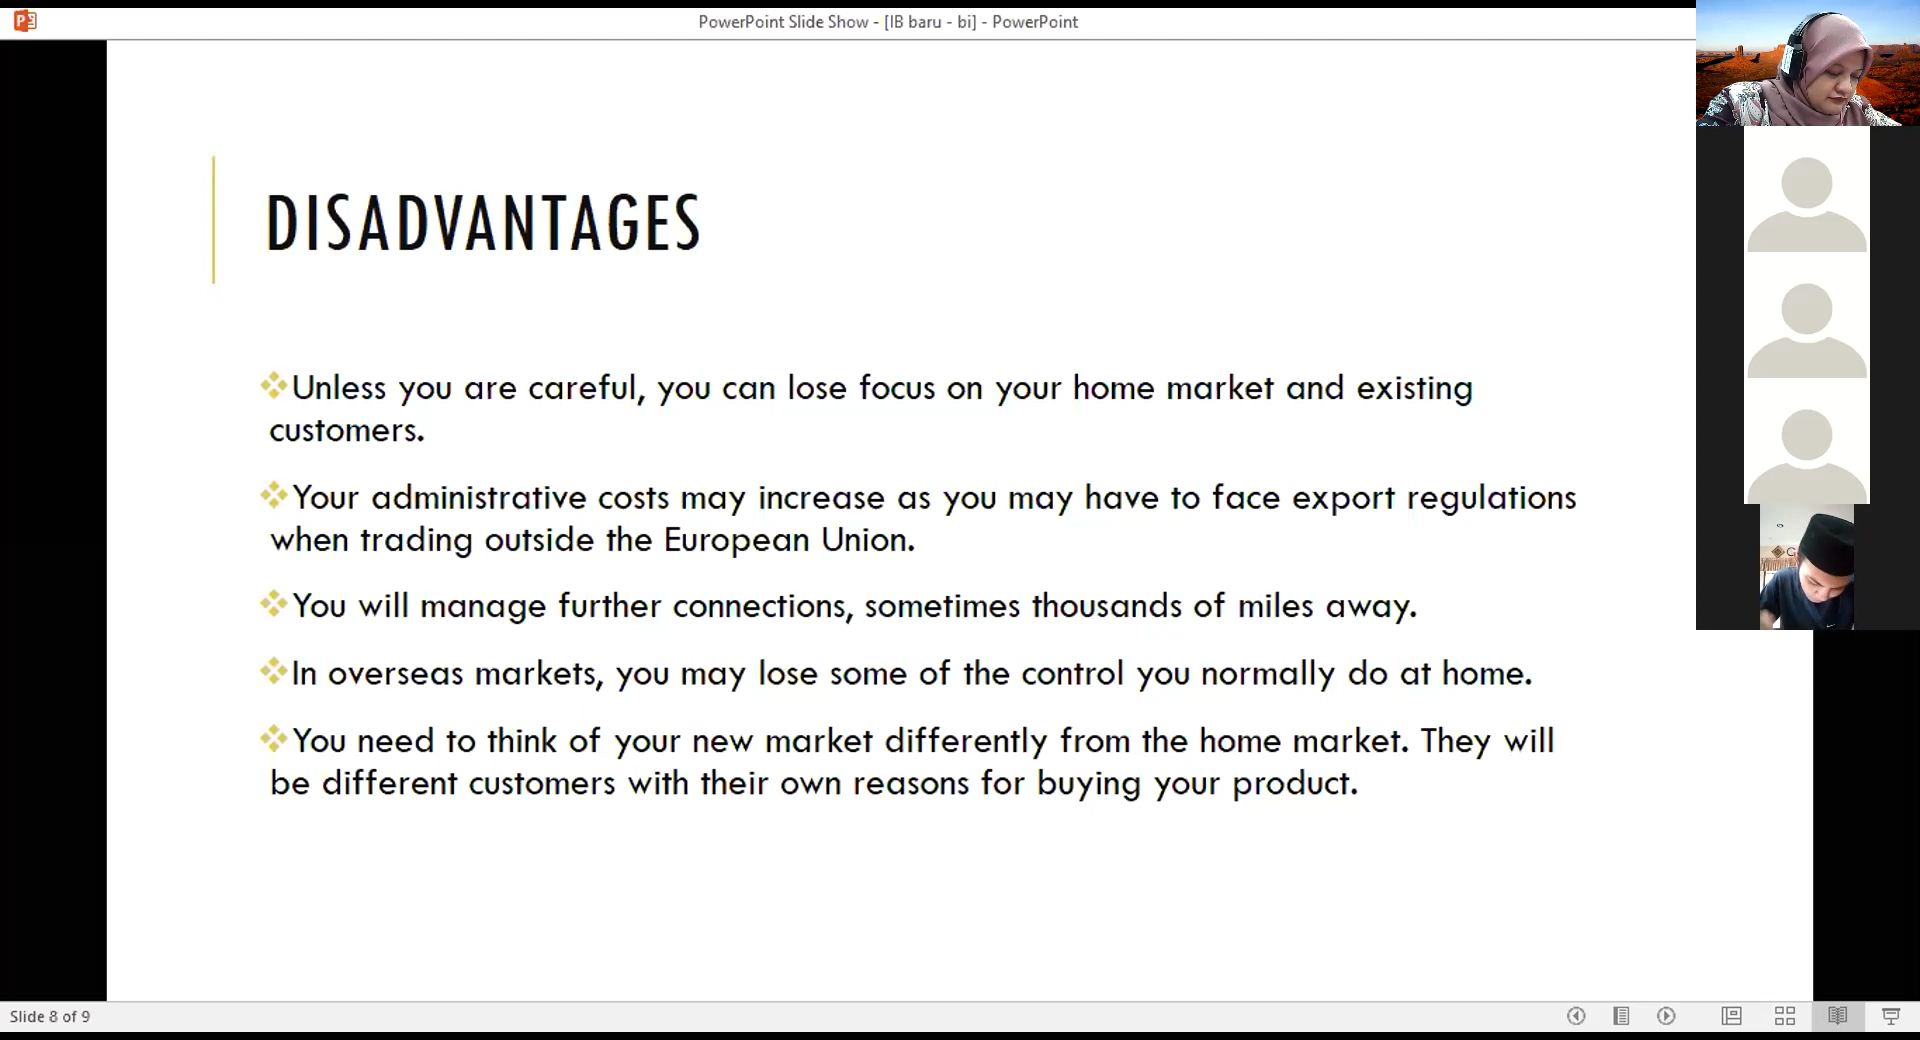 PowerPoint Slide Show - [IB baru - bi] - PowerPoint
DISADVANTAGES
Unless you are careful, you can lose focus on your home market and existing
customers.
Your administrative costs may increase as you may have to face export regulations
when trading outside the European Union.
You will manage further connections, sometimes thousands of miles away.
In overseas markets, you may lose some of the control you normally do at home.
You need to think of your new market differently from the home market. They will
be different customers with their own reasons for buying your product.
Slide 8 of 9